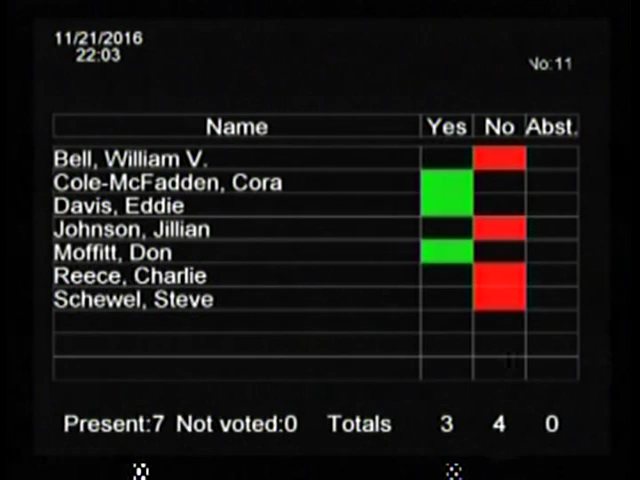 11/21/2016
22:03
No:11
Name Yes No Abst.
Bell, William V.
Cole-McFadden, Cora
Davis, Eddie
Johnson, Jillian
Moffitt, Don
Reece, Charlie
Schewel, Steve
Present:7 Not voted:0 Totals 3 4 0